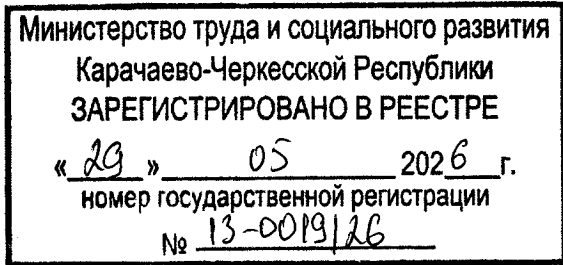 Министерство труда и социального развития
Карачаево-Черкесской Республики
ЗАРЕГИСТРИРОВАНО В РЕЕСТРЕ
«29» 05 2026 г.
номер государственной регистрации
№ 13-0019/26